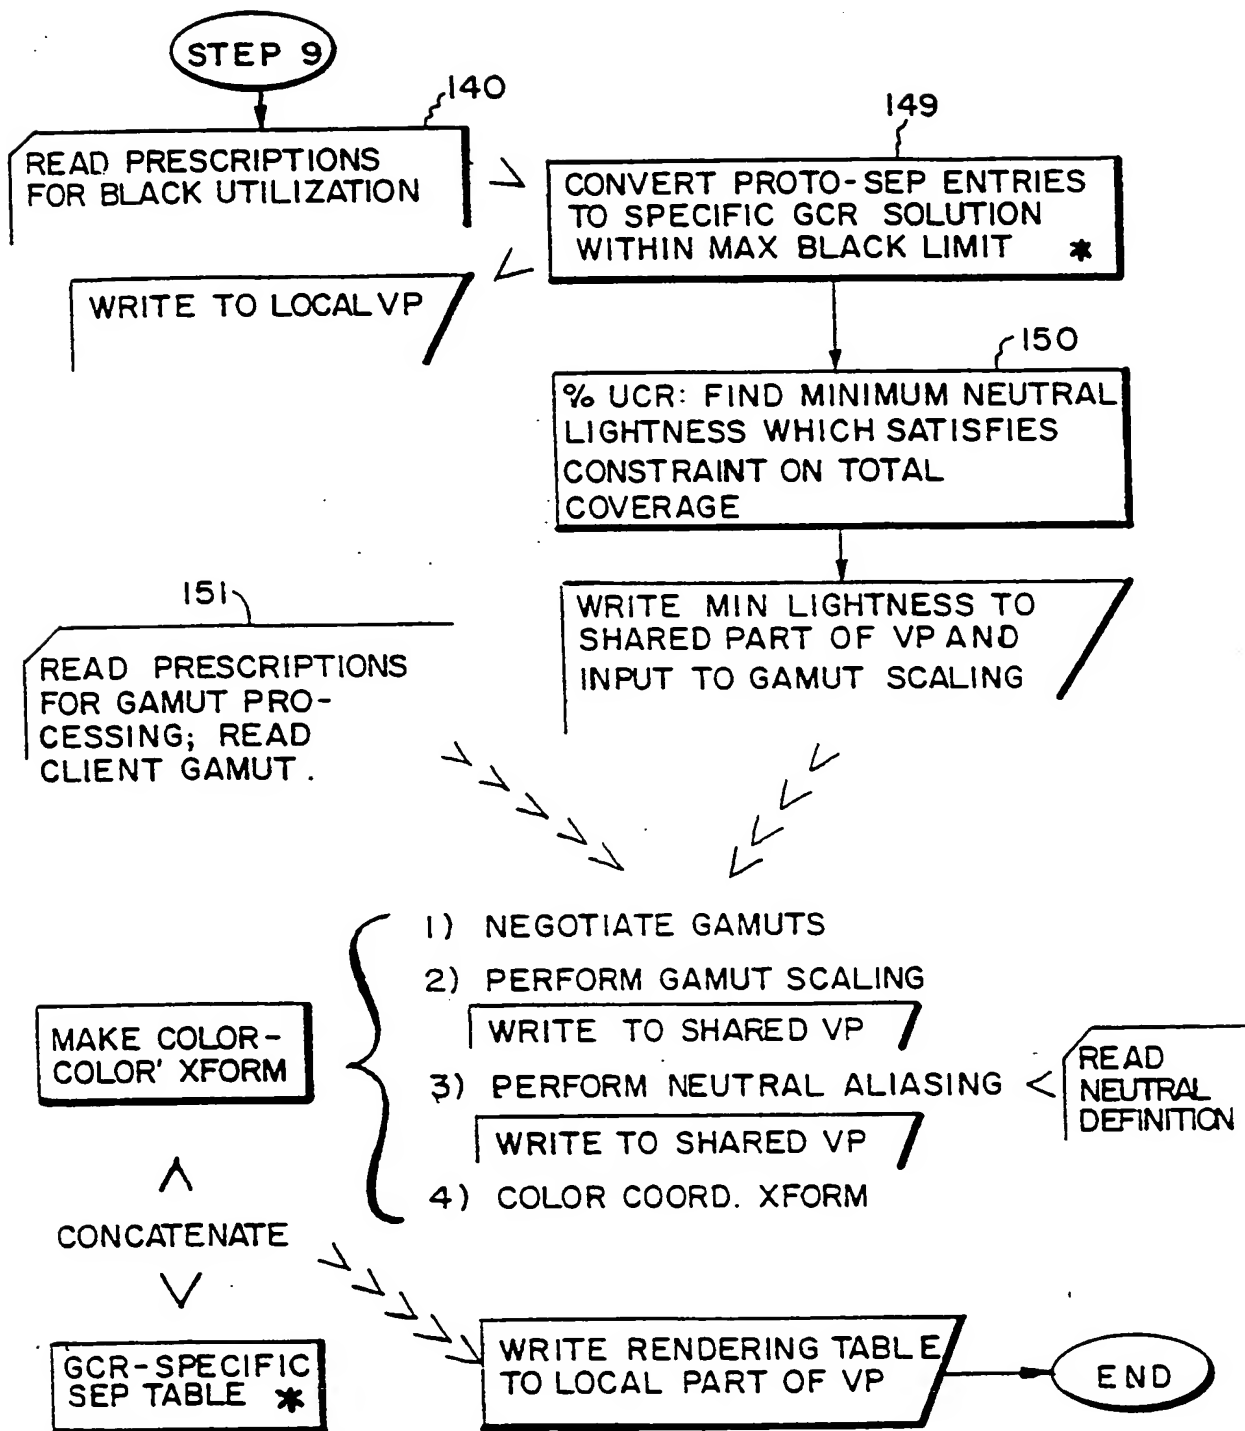 STEP 9
140
READ PRESCRIPTIONS
FOR BLACK UTILIZATION
149
CONVERT PROTO-SEP ENTRIES
TO SPECIFIC GCR SOLUTION
WITHIN MAX BLACK LIMIT *
WRITE TO LOCAL VP
150
% UCR: FIND MINIMUM NEUTRAL
LIGHTNESS WHICH SATISFIES
CONSTRAINT ON TOTAL
COVERAGE
WRITE MIN LIGHTNESS TO
SHARED PART OF VP AND
INPUT TO GAMUT SCALING
151
READ PRESCRIPTIONS
FOR GAMUT PRO-
CESSING; READ
CLIENT GAMUT.
1) NEGOTIATE GAMUTS
2) PERFORM GAMUT SCALING
WRITE TO SHARED VP
3) PERFORM NEUTRAL ALIASING
WRITE TO SHARED VP
4) COLOR COORD. XFORM
READ
NEUTRAL
DEFINITION
MAKE COLOR-
COLOR' XFORM
CONCATENATE
GCR-SPECIFIC
SEP TABLE *
WRITE RENDERING TABLE
TO LOCAL PART OF VP
END